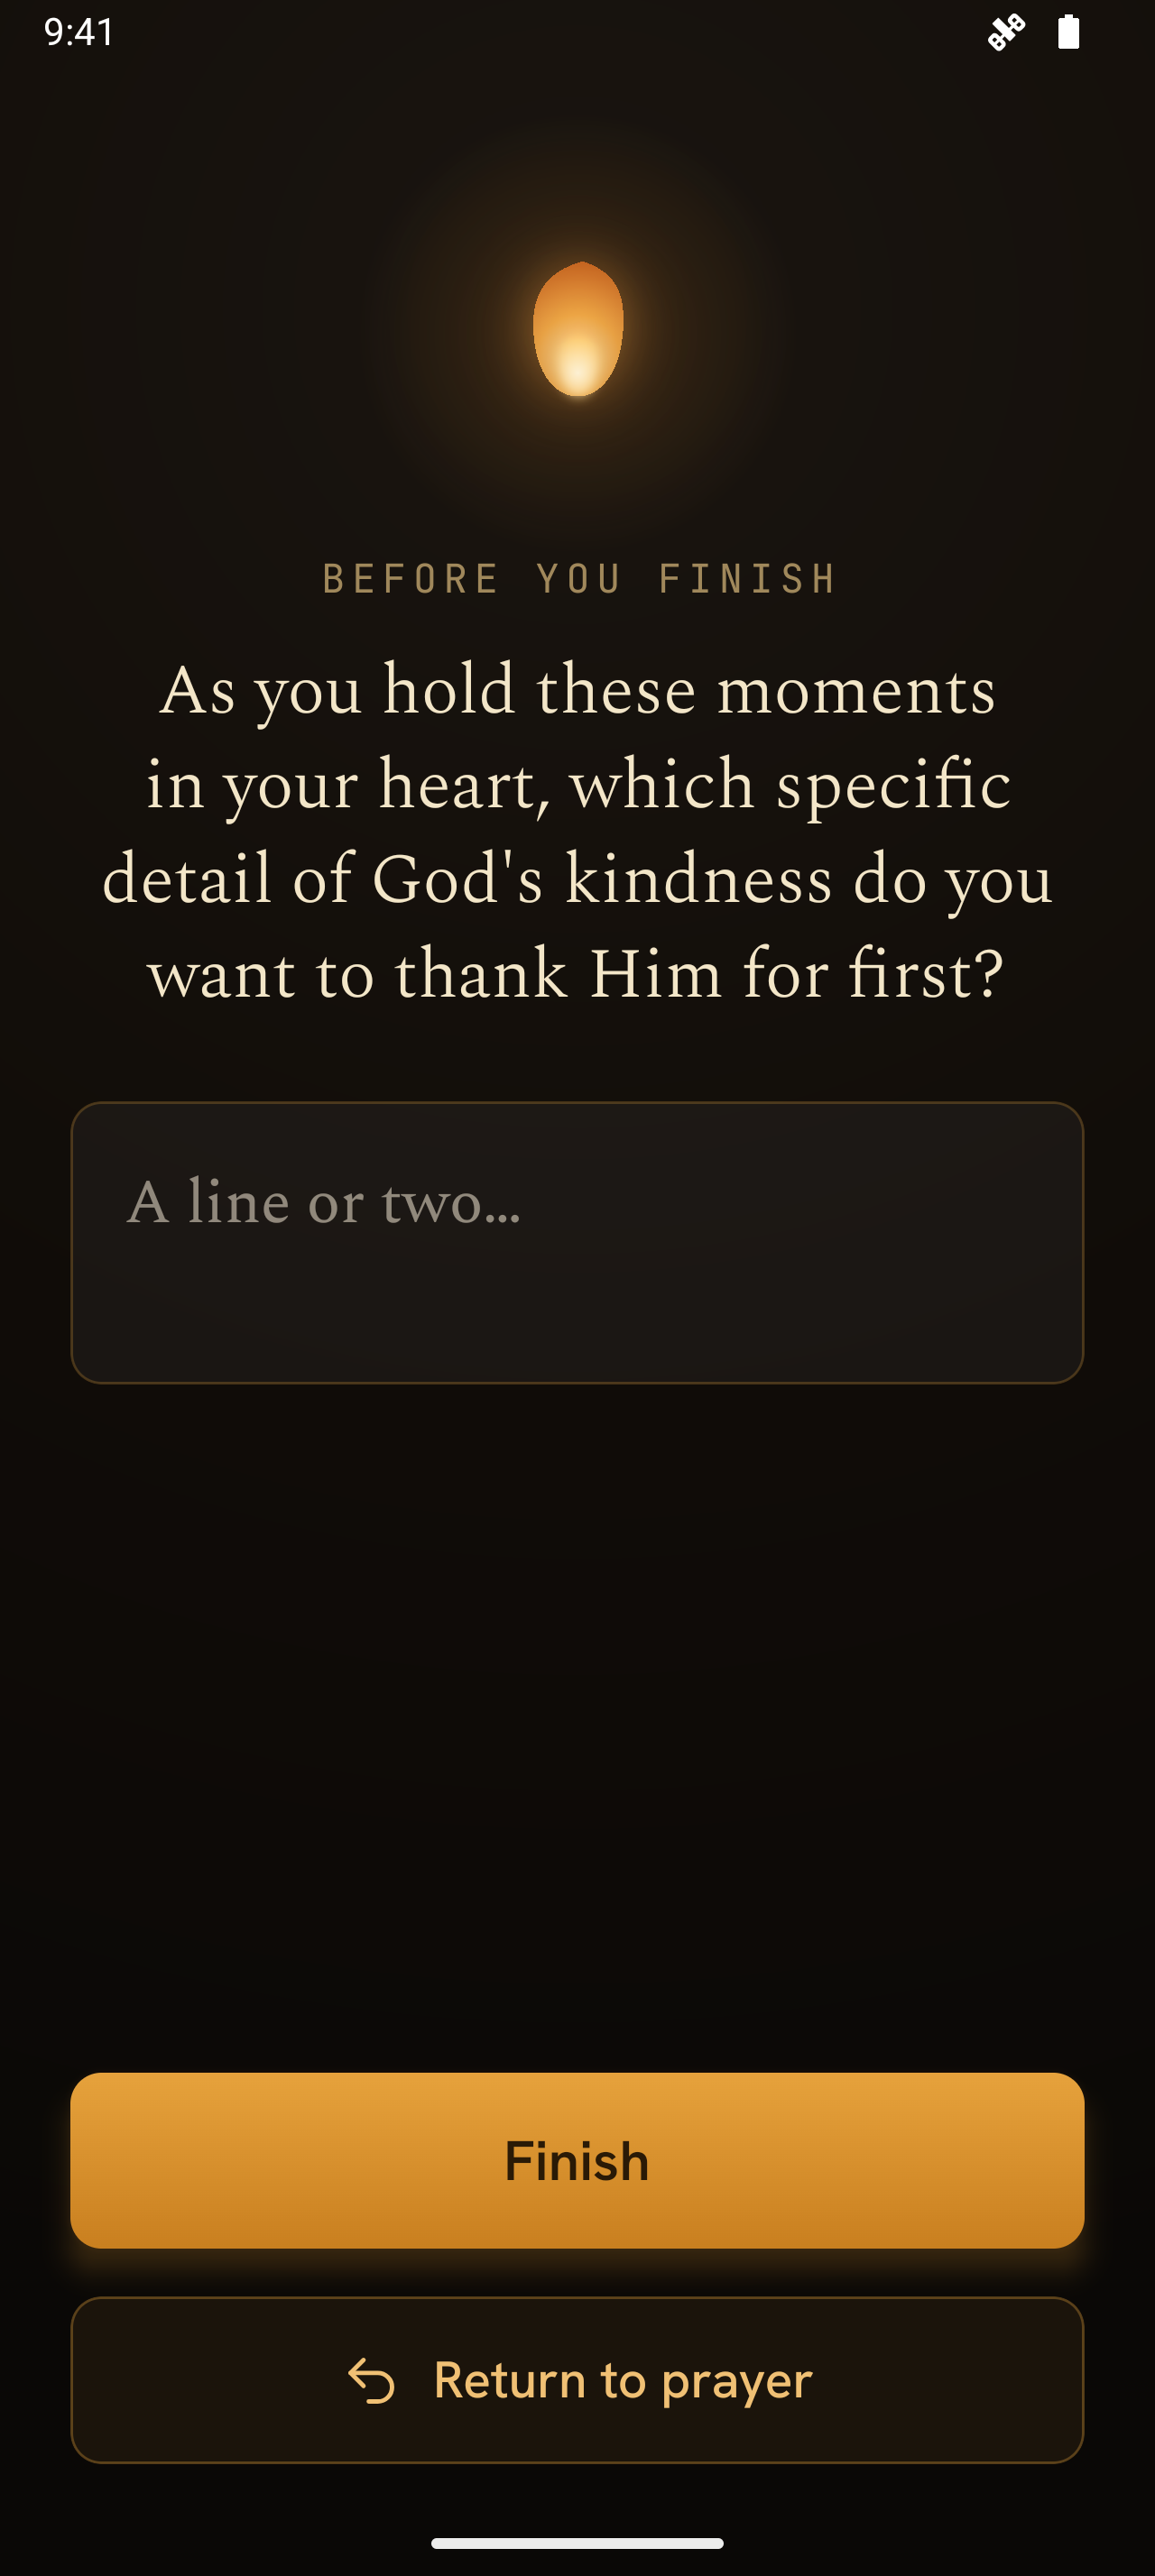 9:41
BEFORE YOU FINISH
As you hold these moments
in your heart, which specific
detail of God's kindness do you
want to thank Him for first?
A line or two…
Finish
Return to prayer